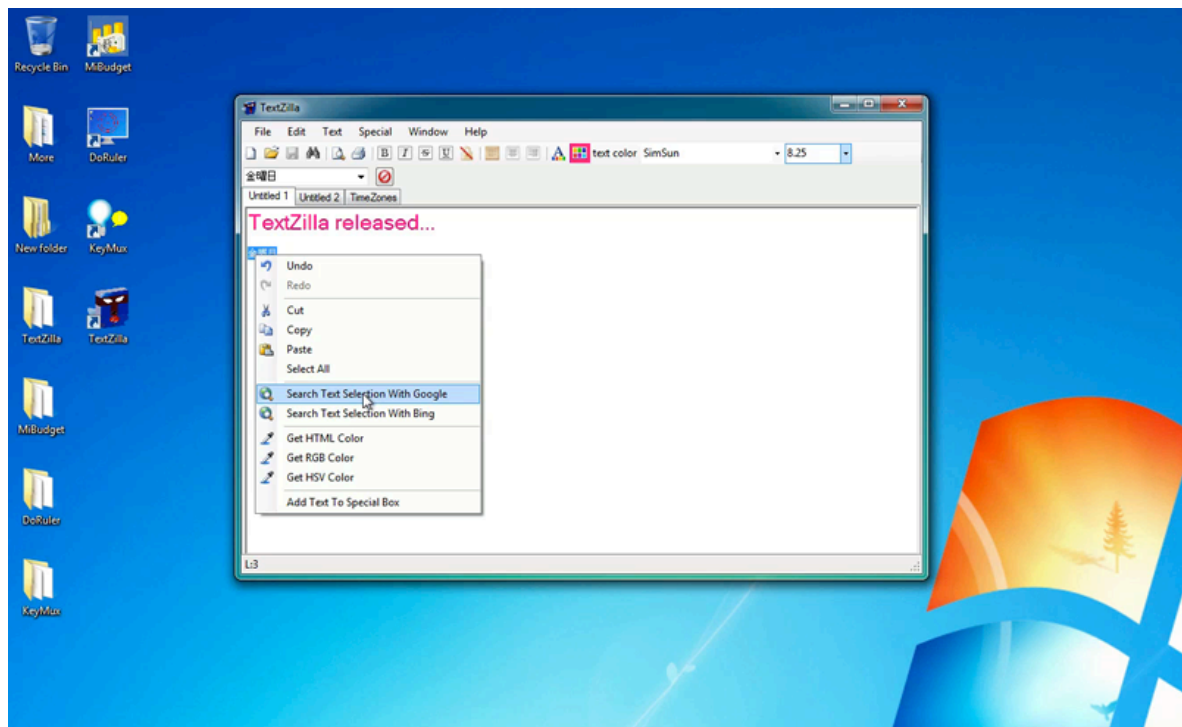 Recycle Bin
MiBudget
More
DoRuler
New folder
KeyMux
TextZilla
TextZilla
MiBudget
DoRuler
KeyMux
TextZilla
File Edit Text Special Window Help
B I S U A text color SimSun 8.25
金曜日
Untitled 1 Untitled 2 TimeZones
TextZilla released...
金曜日
Undo
Redo
Cut
Copy
Paste
Select All
Search Text Selection With Google
Search Text Selection With Bing
Get HTML Color
Get RGB Color
Get HSV Color
Add Text To Special Box
L:3